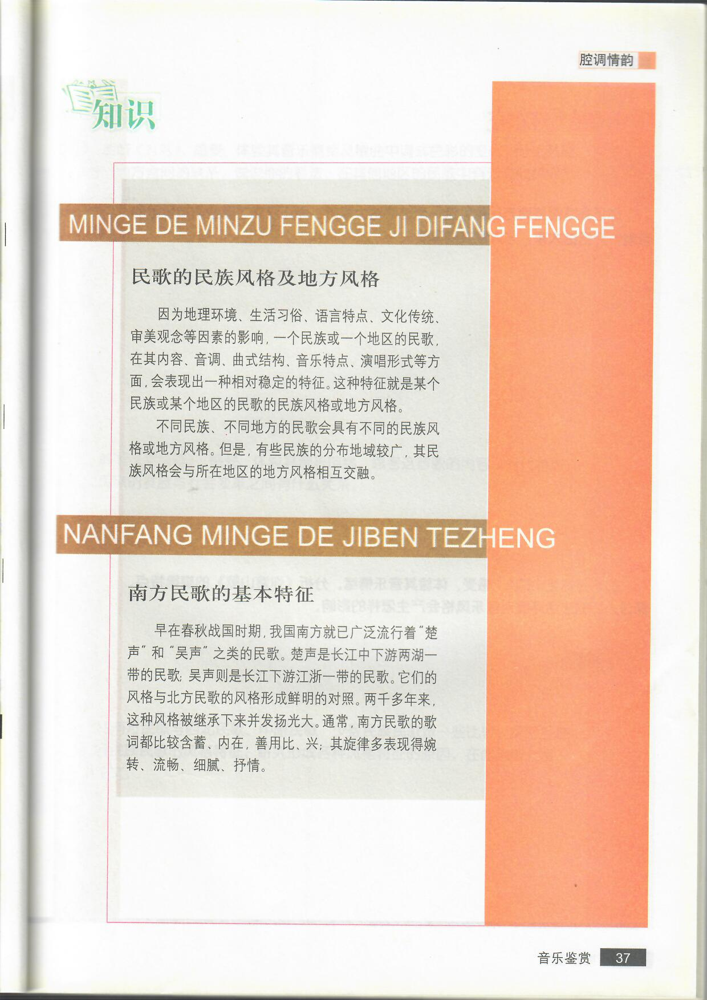 腔调情韵
知识
MINGE DE MINZU FENGGE JI DIFANG FENGGE
民歌的民族风格及地方风格
因为地理环境、生活习俗、语言特点、文化传统、
审美观念等因素的影响,一个民族或一个地区的民歌,
在其内容、音调、曲式结构、音乐特点、演唱形式等方
面,会表现出一种相对稳定的特征。这种特征就是某个
民族或某个地区的民歌的民族风格或地方风格。
不同民族、不同地方的民歌会具有不同的民族风
格或地方风格。但是,有些民族的分布地域较广,其民
族风格会与所在地区的地方风格相互交融。
NANFANG MINGE DE JIBEN TEZHENG
南方民歌的基本特征
早在春秋战国时期,我国南方就已广泛流行着“楚
声”和“吴声”之类的民歌。楚声是长江中下游两湖一
带的民歌;吴声则是长江下游江浙一带的民歌。它们的
风格与北方民歌的风格形成鲜明的对照。两千多年来,
这种风格被继承下来并发扬光大。通常,南方民歌的歌
词都比较含蓄、内在,善用比、兴;其旋律多表现得婉
转、流畅、细腻、抒情。
音乐鉴赏 37